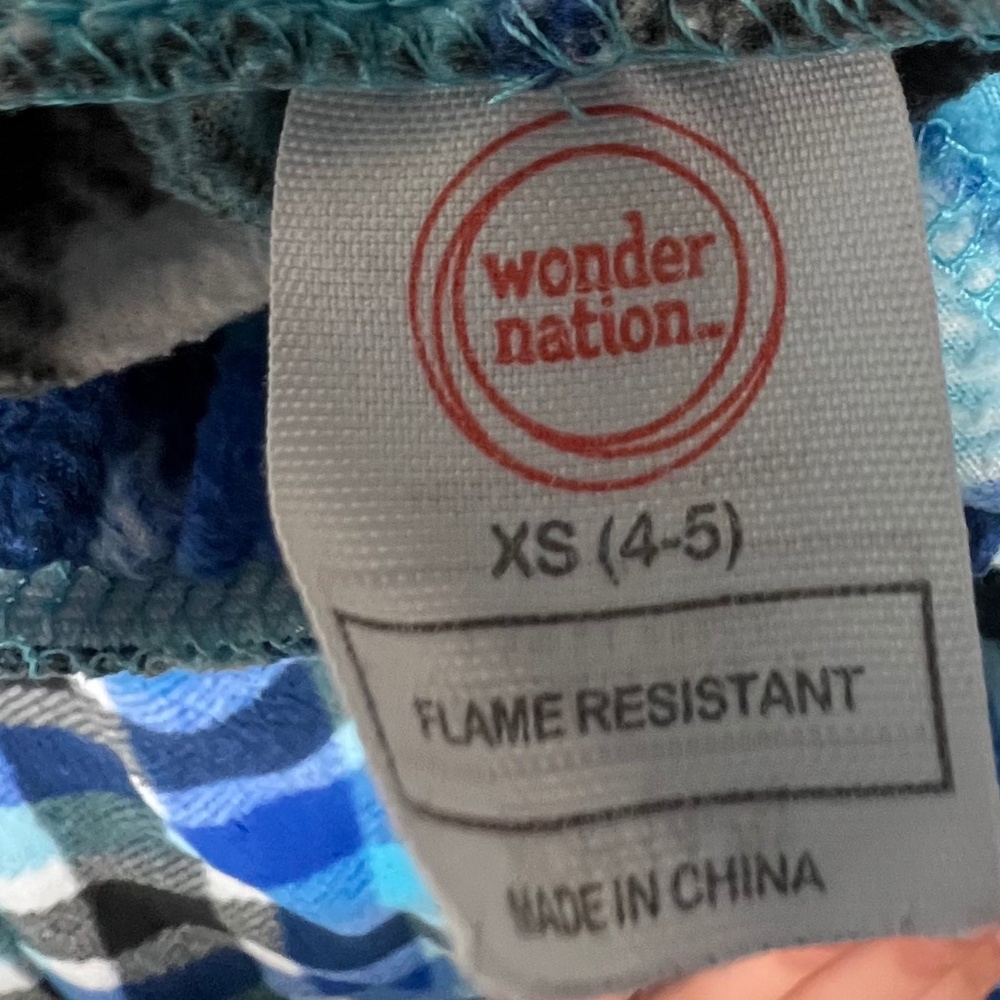 wonder
nation
XS (4-5)
FLAME RESISTANT
MADE IN CHINA